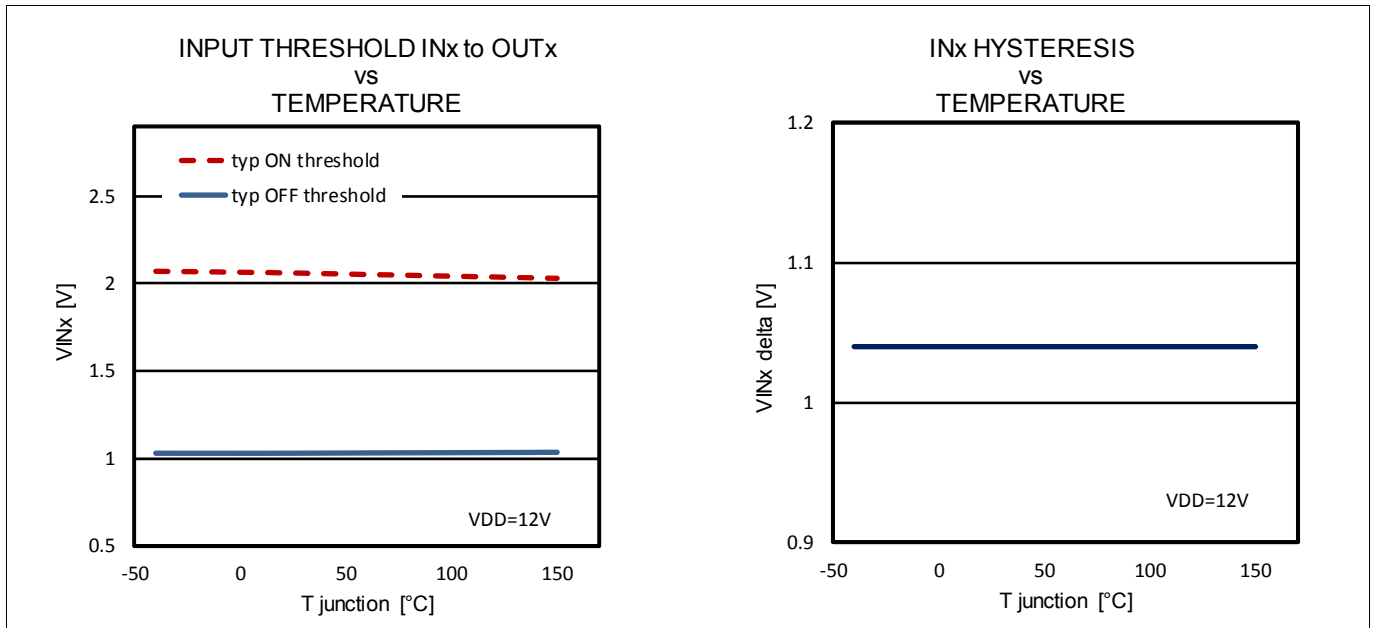 INPUT THRESHOLD INx to OUTx
vs
TEMPERATURE
typ ON threshold
typ OFF threshold
2.5
2
1.5
1
0.5
VINx [V]
VDD=12V
-50
0
50
100
150
T junction [°C]
INx HYSTERESIS
vs
TEMPERATURE
1.2
1.1
1
0.9
VINx delta [V]
VDD=12V
-50
0
50
100
150
T junction [°C]